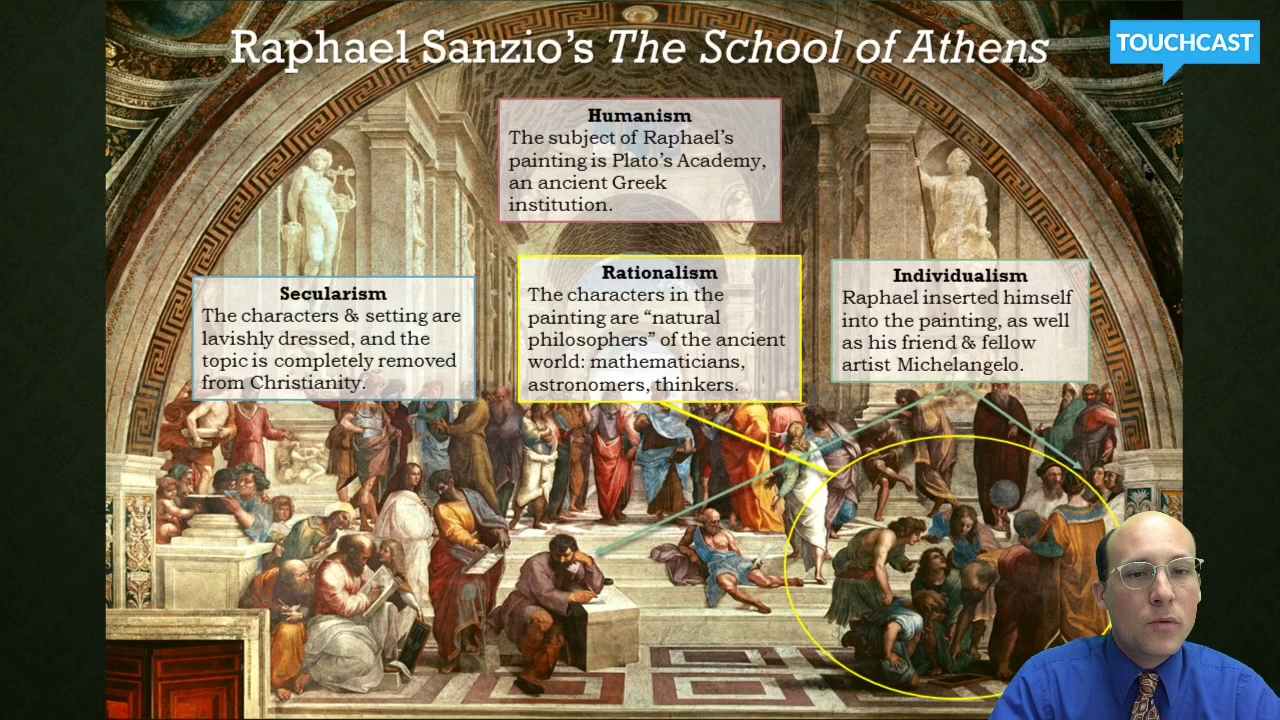 Raphael Sanzio's The School of Athens
TOUCHCAST
Humanism
The subject of Raphael's
painting is Plato's Academy,
an ancient Greek
institution.
Secularism
The characters & setting are
lavishly dressed, and the
topic is completely removed
from Christianity.
Rationalism
The characters in the
painting are “natural
philosophers” of the ancient
world: mathematicians,
astronomers, thinkers.
Individualism
Raphael inserted himself
into the painting, as well
as his friend & fellow
artist Michelangelo.